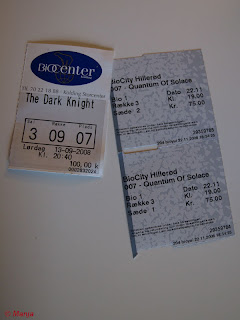 BIOCenter
The Dark Knight
3 09 07
Lørdag 13-09-2008
Kl. 20:40
100,00 k
BioCity Hillerød
007 - Quantum Of Solace
Bio 1 Dato 22.11
Række 3 Kl. 19.00
Sæde 2 Kr. 75.00
BioCity Hillerød
007 - Quantum Of Solace
Bio 1 Dato 22.11
Række 3 Kl. 19.00
Sæde 1 Kr. 75.00